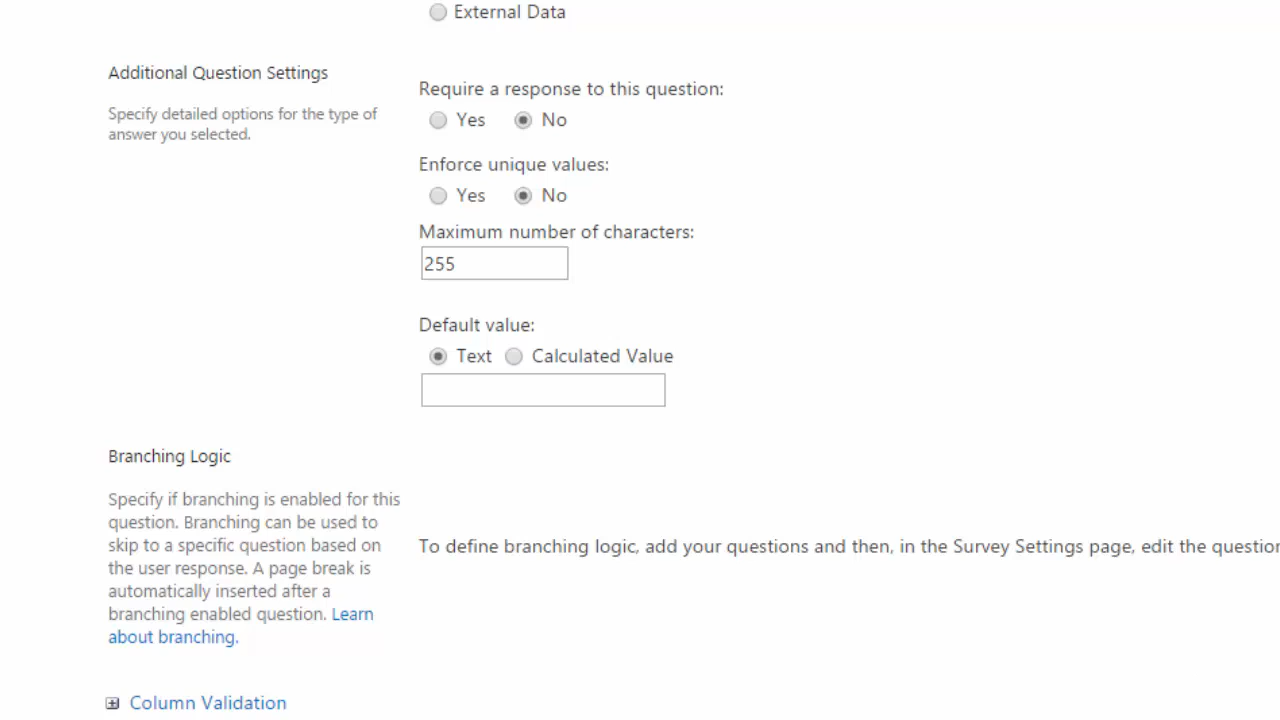 External Data
Additional Question Settings
Specify detailed options for the type of
answer you selected.
Require a response to this question:
Yes No
Enforce unique values:
Yes No
Maximum number of characters:
255
Default value:
Text Calculated Value
Branching Logic
Specify if branching is enabled for this
question. Branching can be used to
skip to a specific question based on
the user response. A page break is
automatically inserted after a
branching enabled question. Learn
about branching.
To define branching logic, add your questions and then, in the Survey Settings page, edit the question
Column Validation